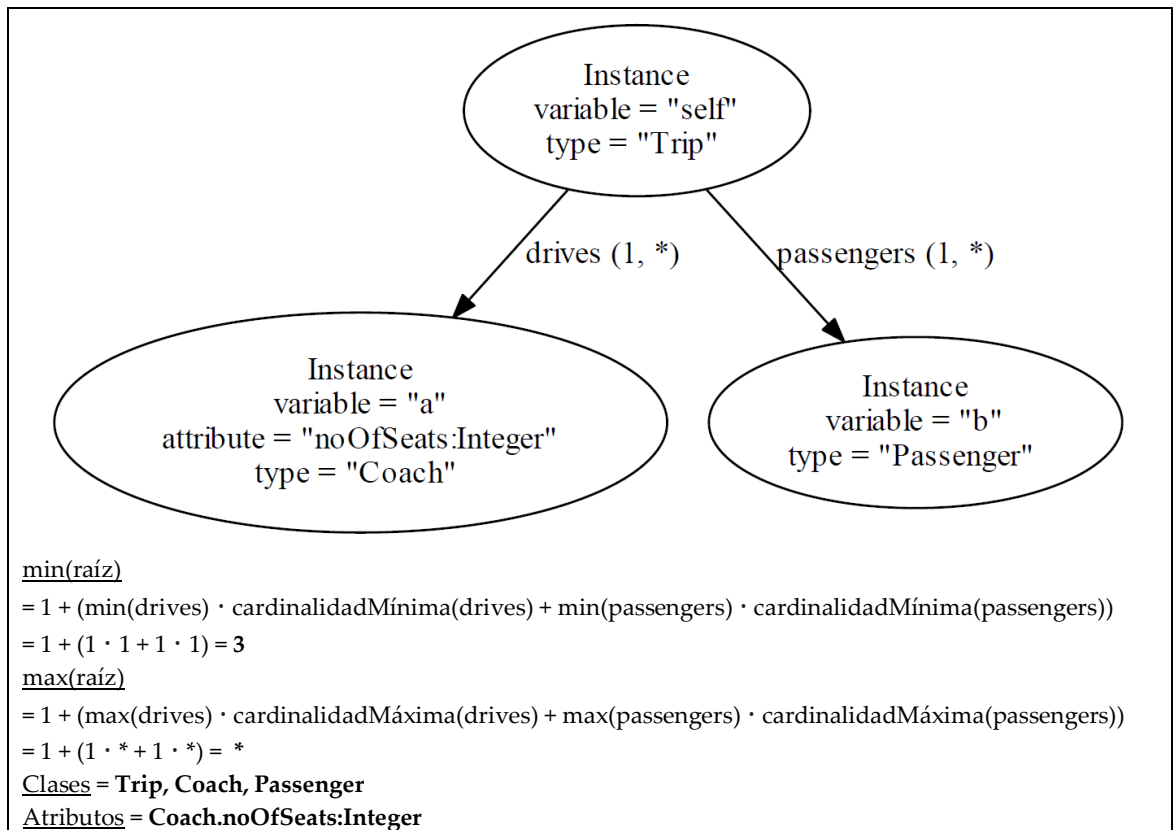 Instance
variable = "self"
type = "Trip"
drives (1, *)
passengers (1, *)
Instance
variable = "a"
attribute = "noOfSeats:Integer"
type = "Coach"
Instance
variable = "b"
type = "Passenger"
min(raíz)
= 1 + (min(drives) · cardinalidadMínima(drives) + min(passengers) · cardinalidadMínima(passengers))
= 1 + (1 · 1 + 1 · 1) = 3
max(raíz)
= 1 + (max(drives) · cardinalidadMáxima(drives) + max(passengers) · cardinalidadMáxima(passengers))
= 1 + (1 · * + 1 · *) = *
Clases = Trip, Coach, Passenger
Atributos = Coach.noOfSeats:Integer